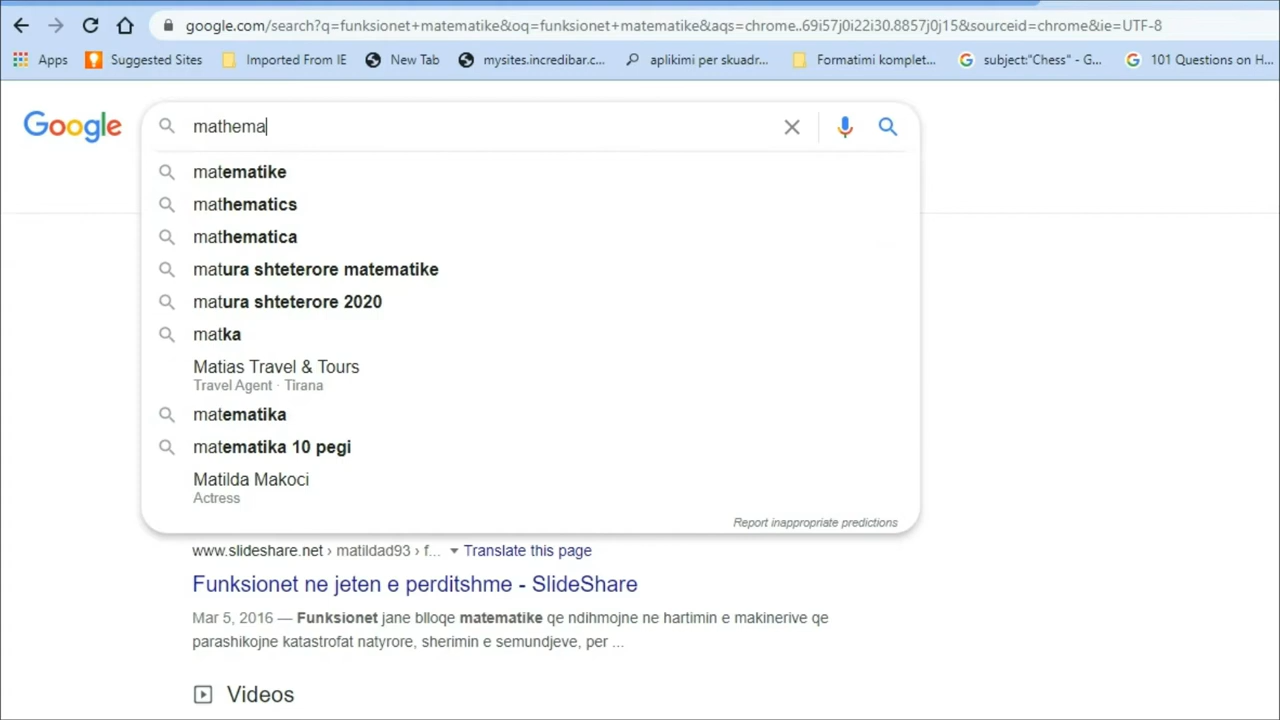 google.com/search?q=funksionet+matematike&oq=funksionet+matematike&aqs=chrome..69i57j0i22i30.8857j0j15&sourceid=chrome&ie=UTF-8
Apps Suggested Sites Imported From IE New Tab mysites.incredibar.c... aplikimi per skuadr... Formatimi komplet... subject:"Chess" - G... 101 Questions on H...
Google mathema
matematike
mathematics
mathematica
matura shteterore matematike
matura shteterore 2020
matka
Matias Travel & Tours
Travel Agent · Tirana
matematika
matematika 10 pegi
Matilda Makoci
Actress
Report inappropriate predictions
www.slideshare.net › matildad93 › f... Translate this page
Funksionet ne jeten e perditshme - SlideShare
Mar 5, 2016 — Funksionet jane blloqe matematike qe ndihmojne ne hartimin e makinerive qe
parashikojne katastrofat natyrore, sherimin e semundjeve, per ...
Videos